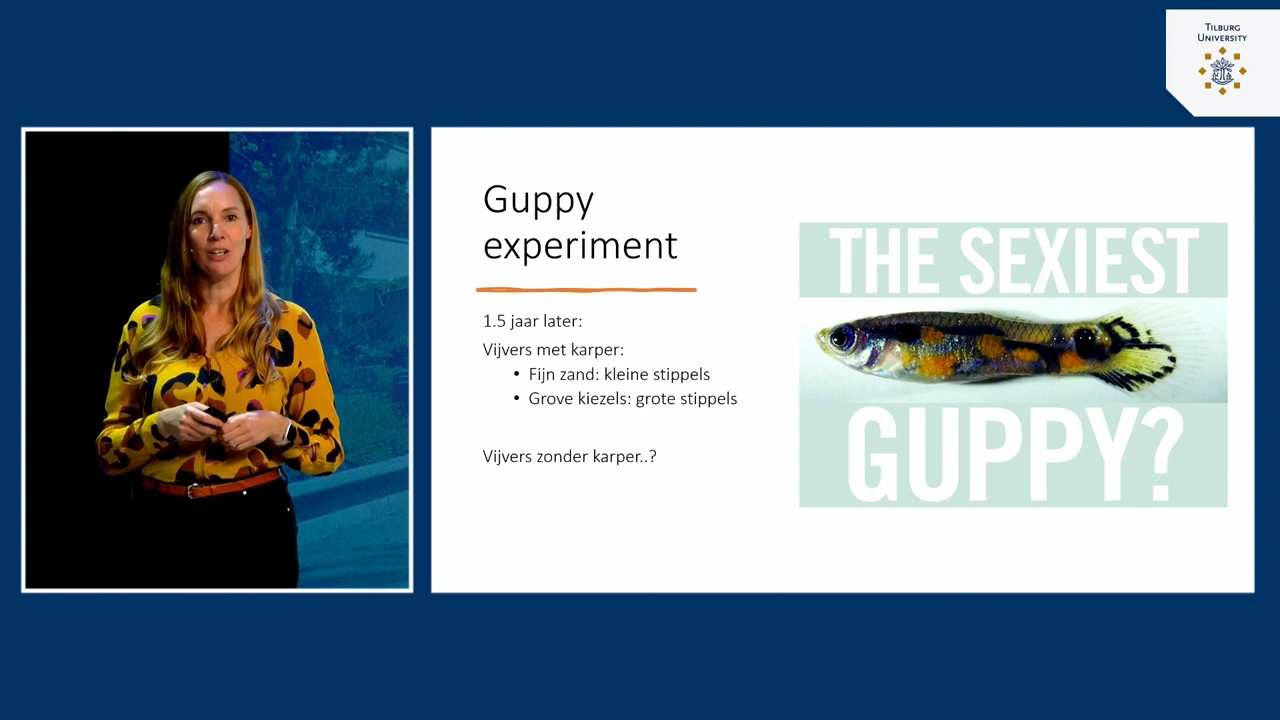 TILBURG
UNIVERSITY
Guppy
experiment
1.5 jaar later:
Vijvers met karper:
• Fijn zand: kleine stippels
• Grove kiezels: grote stippels
Vijvers zonder karper..?
THE SEXIEST
GUPPY?